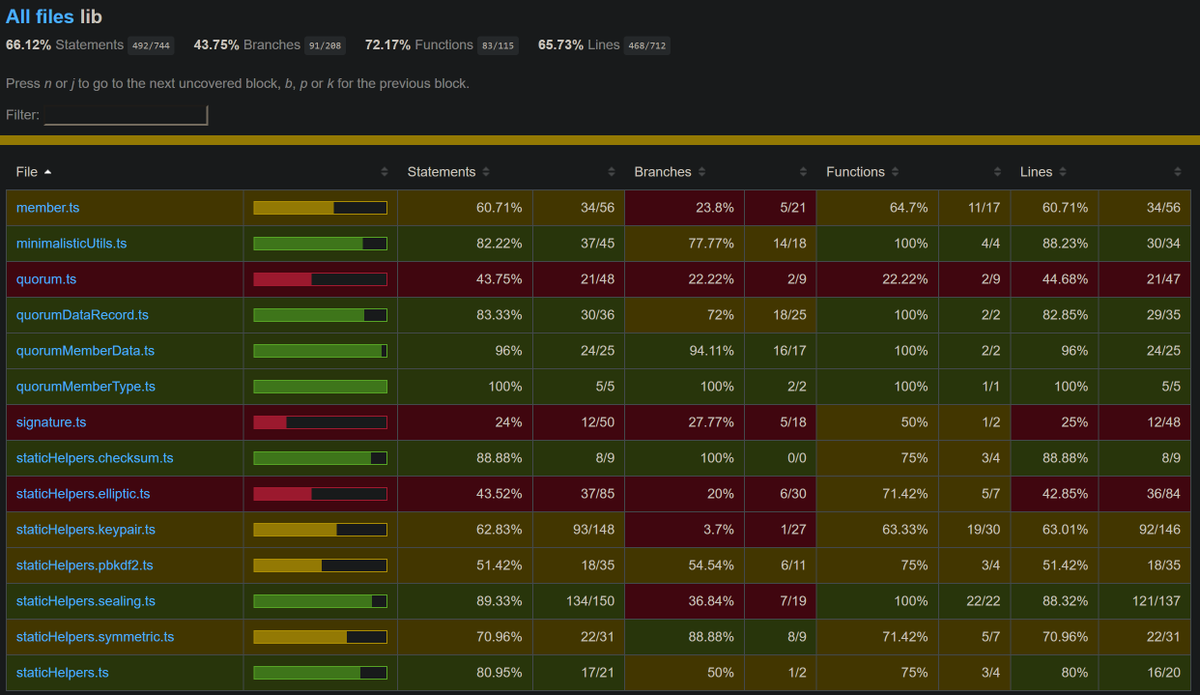 All files lib
66.12% Statements 492/744 43.75% Branches 91/208 72.17% Functions 83/115 65.73% Lines 468/712
Press n or j to go to the next uncovered block, b, p or k for the previous block.
Filter:
File Statements Branches Functions Lines
member.ts 60.71% 34/56 23.8% 5/21 64.7% 11/17 60.71% 34/56
minimalisticUtils.ts 82.22% 37/45 77.77% 14/18 100% 4/4 88.23% 30/34
quorum.ts 43.75% 21/48 22.22% 2/9 22.22% 2/9 44.68% 21/47
quorumDataRecord.ts 83.33% 30/36 72% 18/25 100% 2/2 82.85% 29/35
quorumMemberData.ts 96% 24/25 94.11% 16/17 100% 2/2 96% 24/25
quorumMemberType.ts 100% 5/5 100% 2/2 100% 1/1 100% 5/5
signature.ts 24% 12/50 27.77% 5/18 50% 1/2 25% 12/48
staticHelpers.checksum.ts 88.88% 8/9 100% 0/0 75% 3/4 88.88% 8/9
staticHelpers.elliptic.ts 43.52% 37/85 20% 6/30 71.42% 5/7 42.85% 36/84
staticHelpers.keypair.ts 62.83% 93/148 3.7% 1/27 63.33% 19/30 63.01% 92/146
staticHelpers.pbkdf2.ts 51.42% 18/35 54.54% 6/11 75% 3/4 51.42% 18/35
staticHelpers.sealing.ts 89.33% 134/150 36.84% 7/19 100% 22/22 88.32% 121/137
staticHelpers.symmetric.ts 70.96% 22/31 88.88% 8/9 71.42% 5/7 70.96% 22/31
staticHelpers.ts 80.95% 17/21 50% 1/2 75% 3/4 80% 16/20